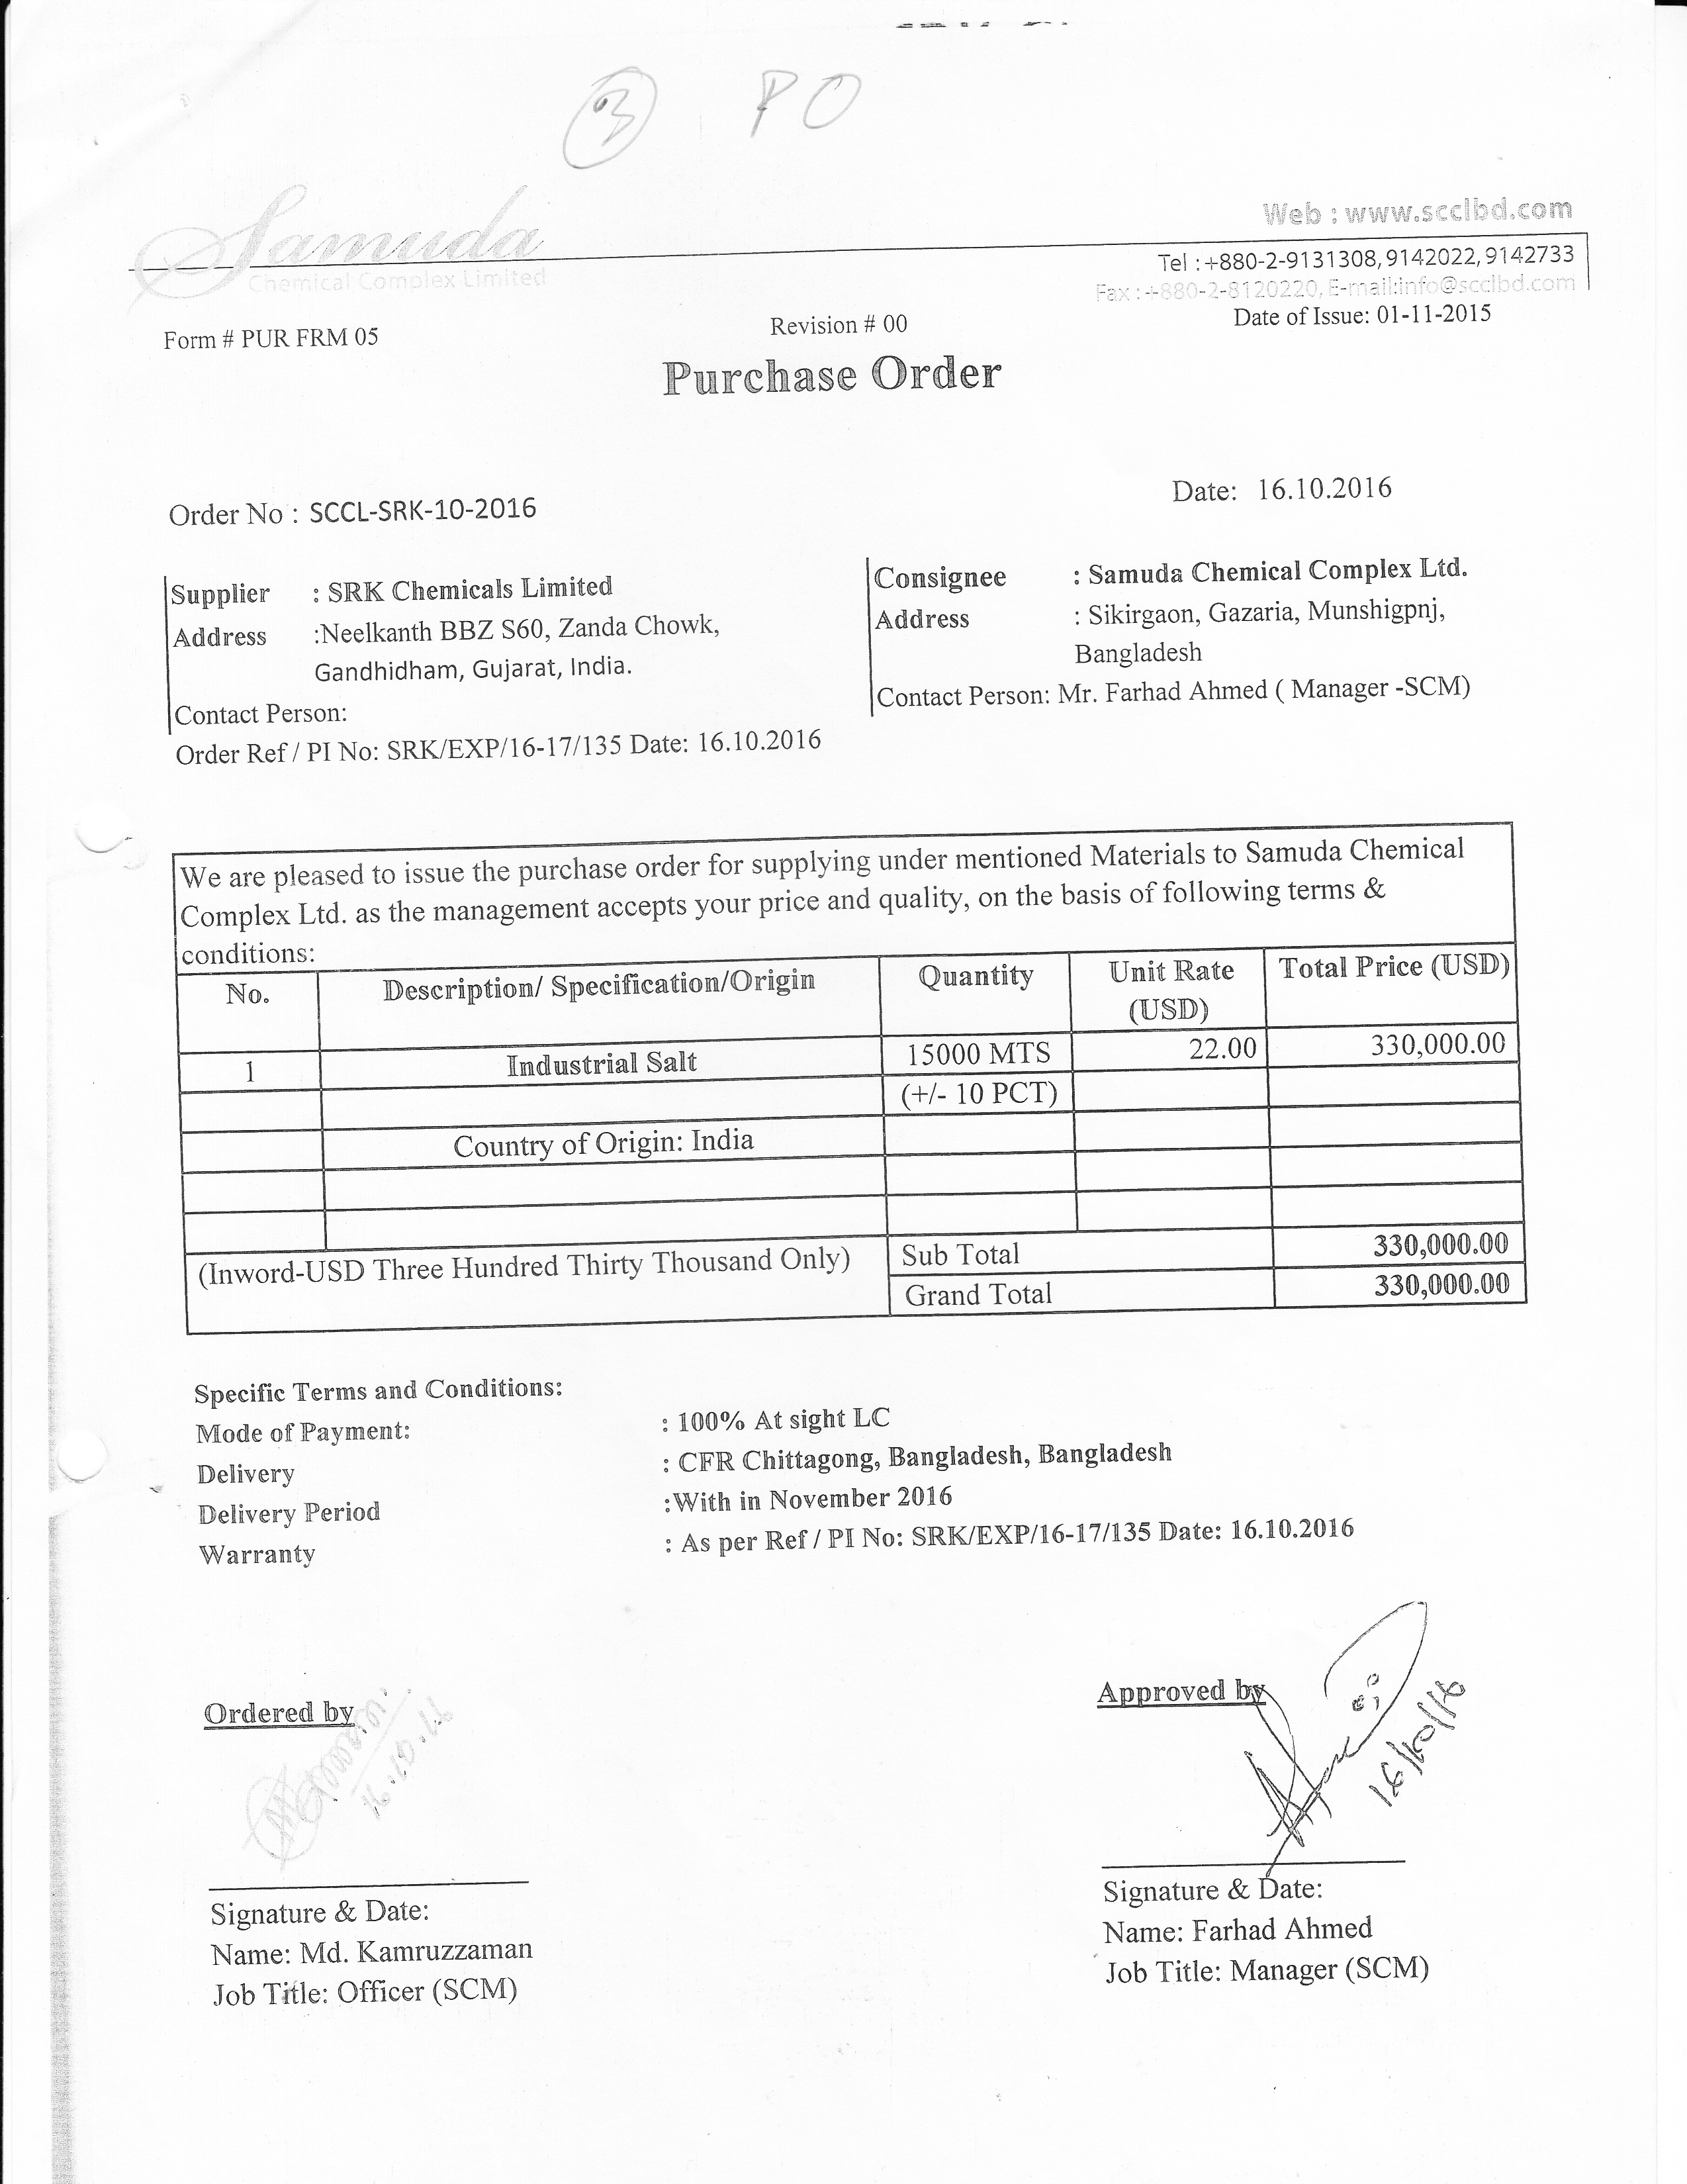 3 PO
Samuda
Chemical Complex Limited
Web : www.scclbd.com
Tel : +880-2-9131308, 9142022, 9142733
Fax : +880-2-8120220, E-mail:info@scclbd.com
Form # PUR FRM 05 Revision # 00 Date of Issue: 01-11-2015
Purchase Order
Date: 16.10.2016
Order No : SCCL-SRK-10-2016
Supplier : SRK Chemicals Limited
Address :Neelkanth BBZ S60, Zanda Chowk,
Gandhidham, Gujarat, India.
Contact Person:
Consignee : Samuda Chemical Complex Ltd.
Address : Sikirgaon, Gazaria, Munshigpnj,
Bangladesh
Contact Person: Mr. Farhad Ahmed ( Manager -SCM)
Order Ref / PI No: SRK/EXP/16-17/135 Date: 16.10.2016
We are pleased to issue the purchase order for supplying under mentioned Materials to Samuda Chemical
Complex Ltd. as the management accepts your price and quality, on the basis of following terms &
conditions:
No. Description/ Specification/Origin Quantity Unit Rate (USD) Total Price (USD)
1 Industrial Salt 15000 MTS 22.00 330,000.00
(+/- 10 PCT)
Country of Origin: India
(Inword-USD Three Hundred Thirty Thousand Only) Sub Total 330,000.00
Grand Total 330,000.00
Specific Terms and Conditions:
Mode of Payment: : 100% At sight LC
Delivery : CFR Chittagong, Bangladesh, Bangladesh
Delivery Period :With in November 2016
Warranty : As per Ref / PI No: SRK/EXP/16-17/135 Date: 16.10.2016
Ordered by
16.10.16
Signature & Date:
Name: Md. Kamruzzaman
Job Title: Officer (SCM)
Approved by
16/10/16
Signature & Date:
Name: Farhad Ahmed
Job Title: Manager (SCM)